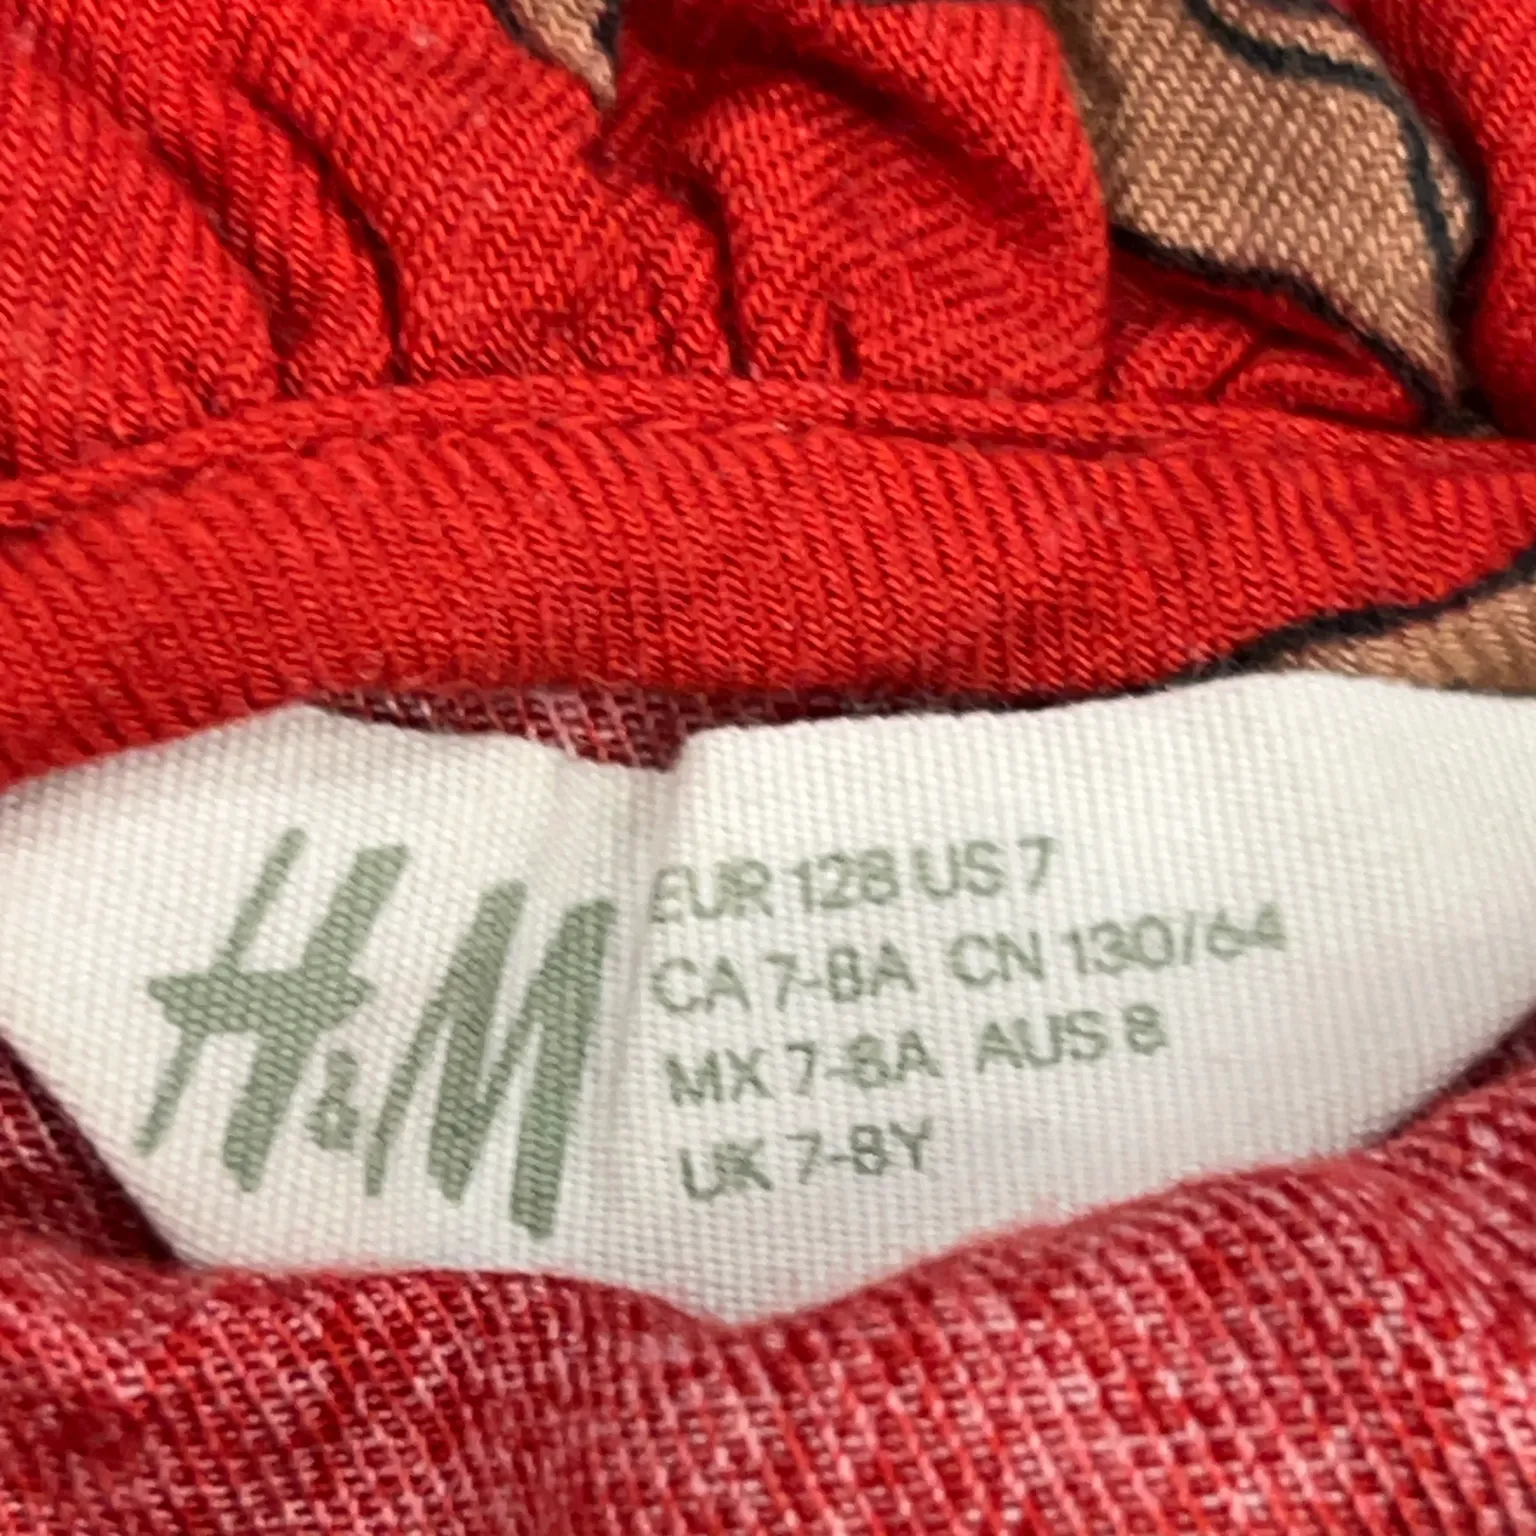 H&M
EUR 128 US 7
CA 7-8A CN 130/64
MX 7-8A AUS 8
UK 7-8Y